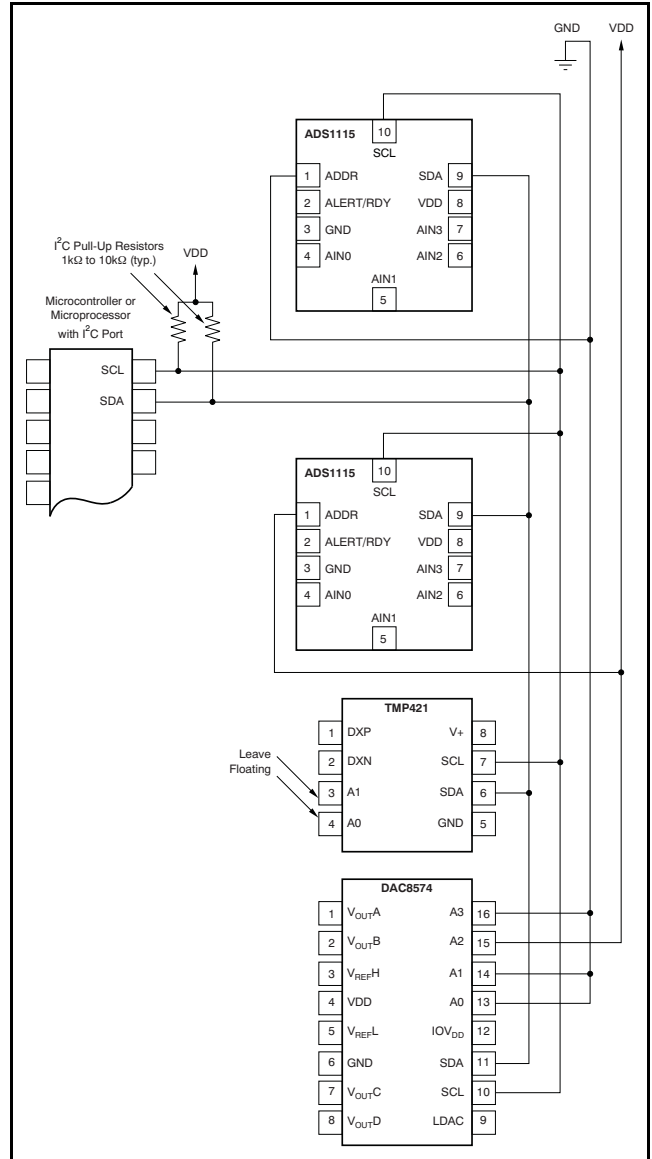 GND VDD
ADS1115
10
SCL
1 ADDR SDA 9
2 ALERT/RDY VDD 8
3 GND AIN3 7
4 AIN0 AIN2 6
AIN1
5
I²C Pull-Up Resistors
1kΩ to 10kΩ (typ.)
VDD
Microcontroller or
Microprocessor
with I²C Port
SCL
SDA
ADS1115
10
SCL
1 ADDR SDA 9
2 ALERT/RDY VDD 8
3 GND AIN3 7
4 AIN0 AIN2 6
AIN1
5
TMP421
1 DXP V+ 8
2 DXN SCL 7
Leave
Floating
3 A1 SDA 6
4 A0 GND 5
DAC8574
1 VOUTA A3 16
2 VOUTB A2 15
3 VREFH A1 14
4 VDD A0 13
5 VREFL IOVDD 12
6 GND SDA 11
7 VOUTC SCL 10
8 VOUTD LDAC 9